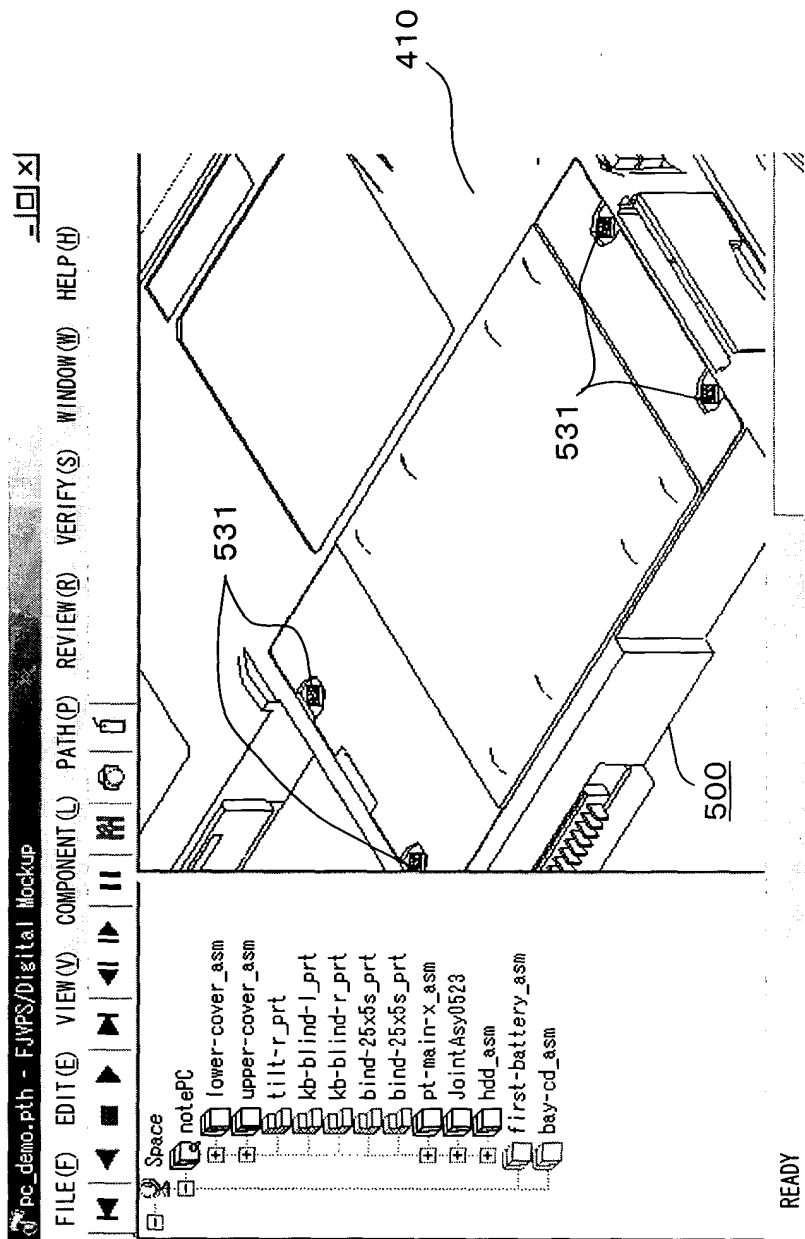 pc_demo.pth - FJVPS/Digital Mockup
FILE(F) EDIT(E) VIEW(V) COMPONENT(L) PATH(P) REVIEW(R) VERIFY(S) WINDOW(W) HELP(H)
Space
notePC
lower-cover_asm
upper-cover_asm
tilt-r_prt
kb-blind-l_prt
kb-blind-r_prt
bind-25x5s_prt
bind-25x5s_prt
pt-main-x_asm
JointAsy0523
hdd_asm
first-battery_asm
bay-cd_asm
531
531
500
410
READY